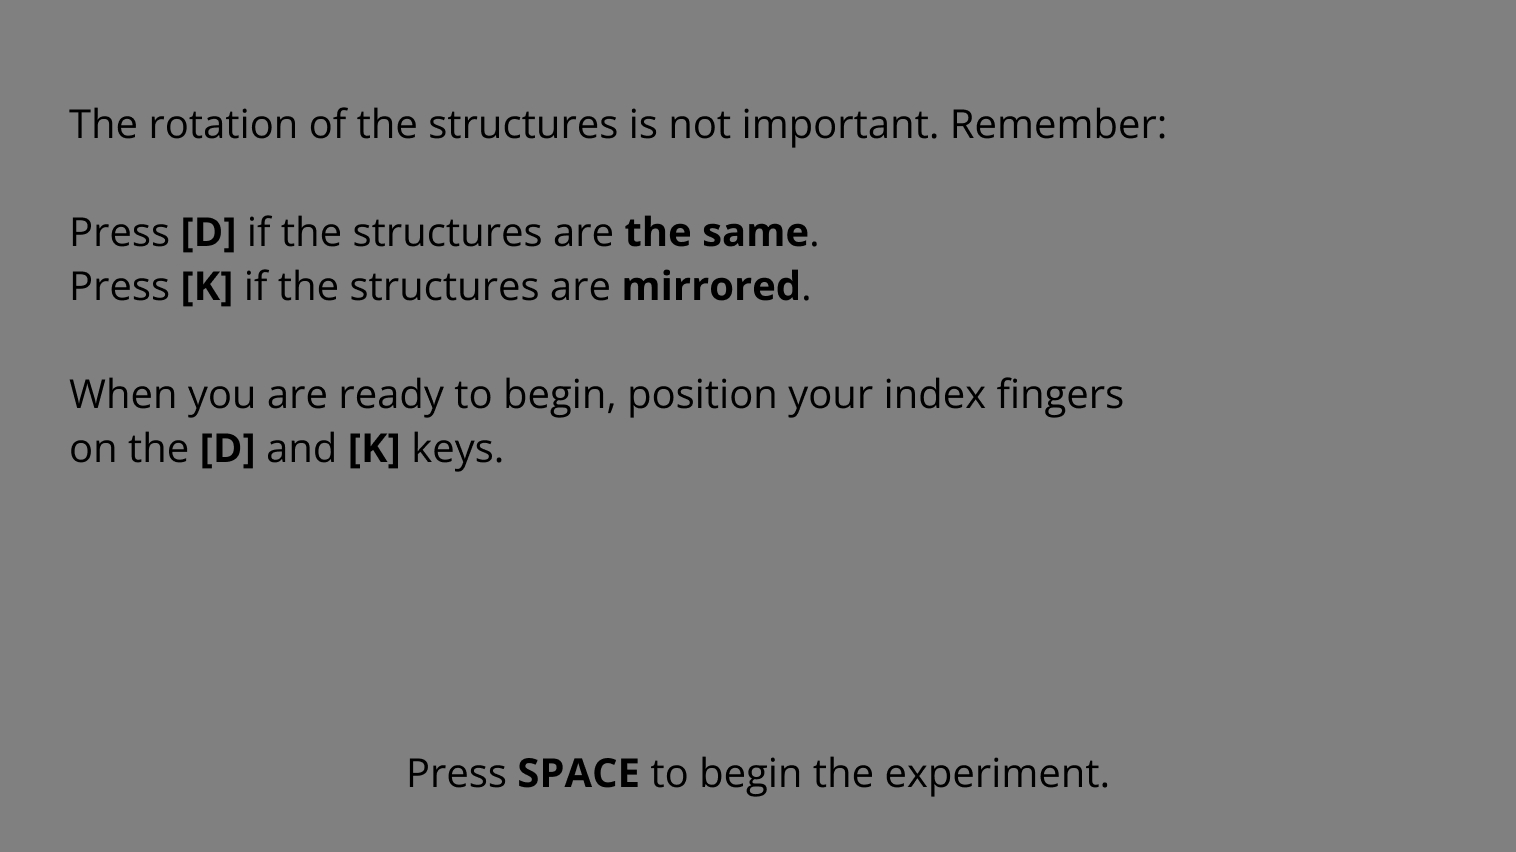 The rotation of the structures is not important. Remember:
Press [D] if the structures are the same.
Press [K] if the structures are mirrored.
When you are ready to begin, position your index fingers
on the [D] and [K] keys.
Press SPACE to begin the experiment.